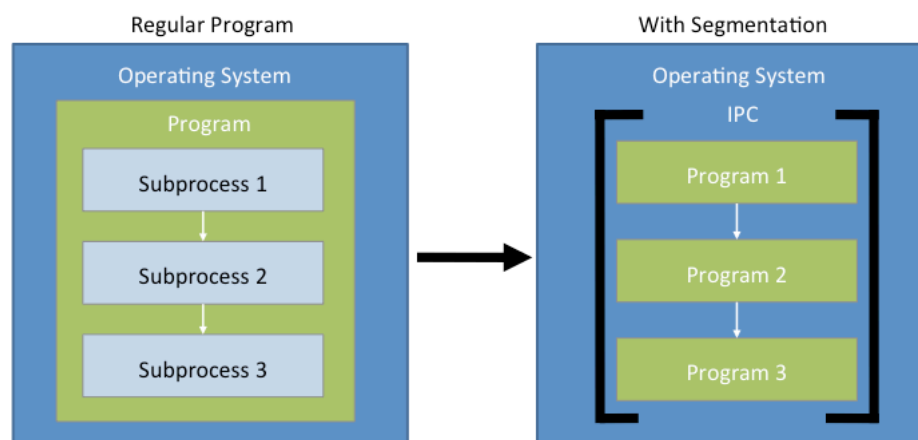 Regular Program
Operating System
Program
Subprocess 1
Subprocess 2
Subprocess 3
With Segmentation
Operating System
IPC
Program 1
Program 2
Program 3